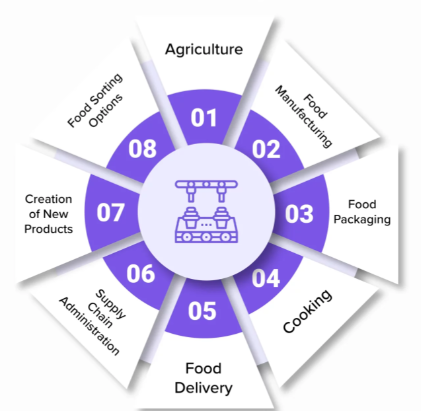 Agriculture
01
Food
Manufacturing
02
Food
Packaging
03
Cooking
04
Food
Delivery
05
Supply
Chain
Administration
06
Creation
of New
Products
07
Food Sorting
Options
08